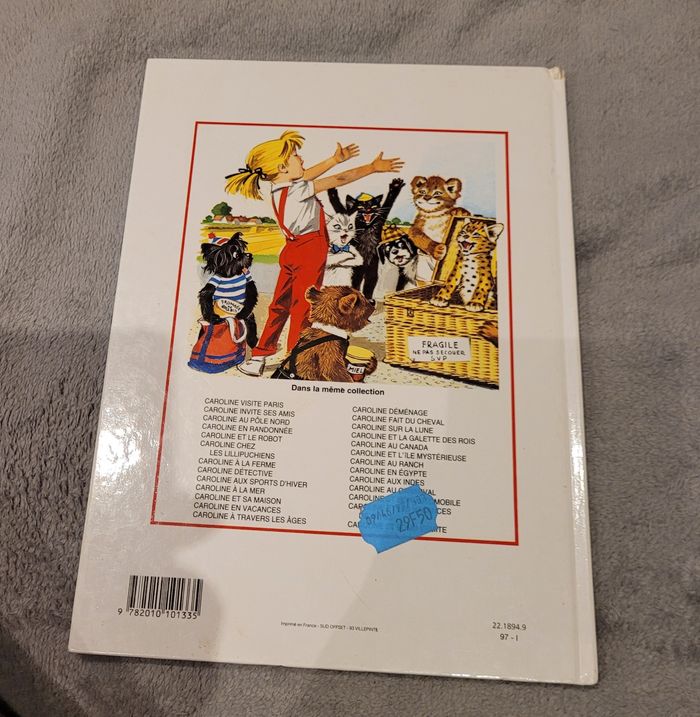 FRAGILE
NE PAS SECOUER
S.V.P
MIEL
Dans la même collection
CAROLINE VISITE PARIS
CAROLINE INVITE SES AMIS
CAROLINE AU PÔLE NORD
CAROLINE EN RANDONNÉE
CAROLINE ET LE ROBOT
CAROLINE CHEZ
LES LILLIPUCHIENS
CAROLINE À LA FERME
CAROLINE DÉTECTIVE
CAROLINE AUX SPORTS D'HIVER
CAROLINE À LA MER
CAROLINE ET SA MAISON
CAROLINE EN VACANCES
CAROLINE À TRAVERS LES ÂGES
CAROLINE DÉMÉNAGE
CAROLINE FAIT DU CHEVAL
CAROLINE SUR LA LUNE
CAROLINE ET LA GALETTE DES ROIS
CAROLINE AU CANADA
CAROLINE ET L'ÎLE MYSTÉRIEUSE
CAROLINE AU RANCH
CAROLINE EN ÉGYPTE
CAROLINE AUX INDES
CAROLINE AU
29F50
9 782010 101335
Imprimé en France - SUD OFFSET - 93 VILLEPINTE
22.1894.9
97 - I